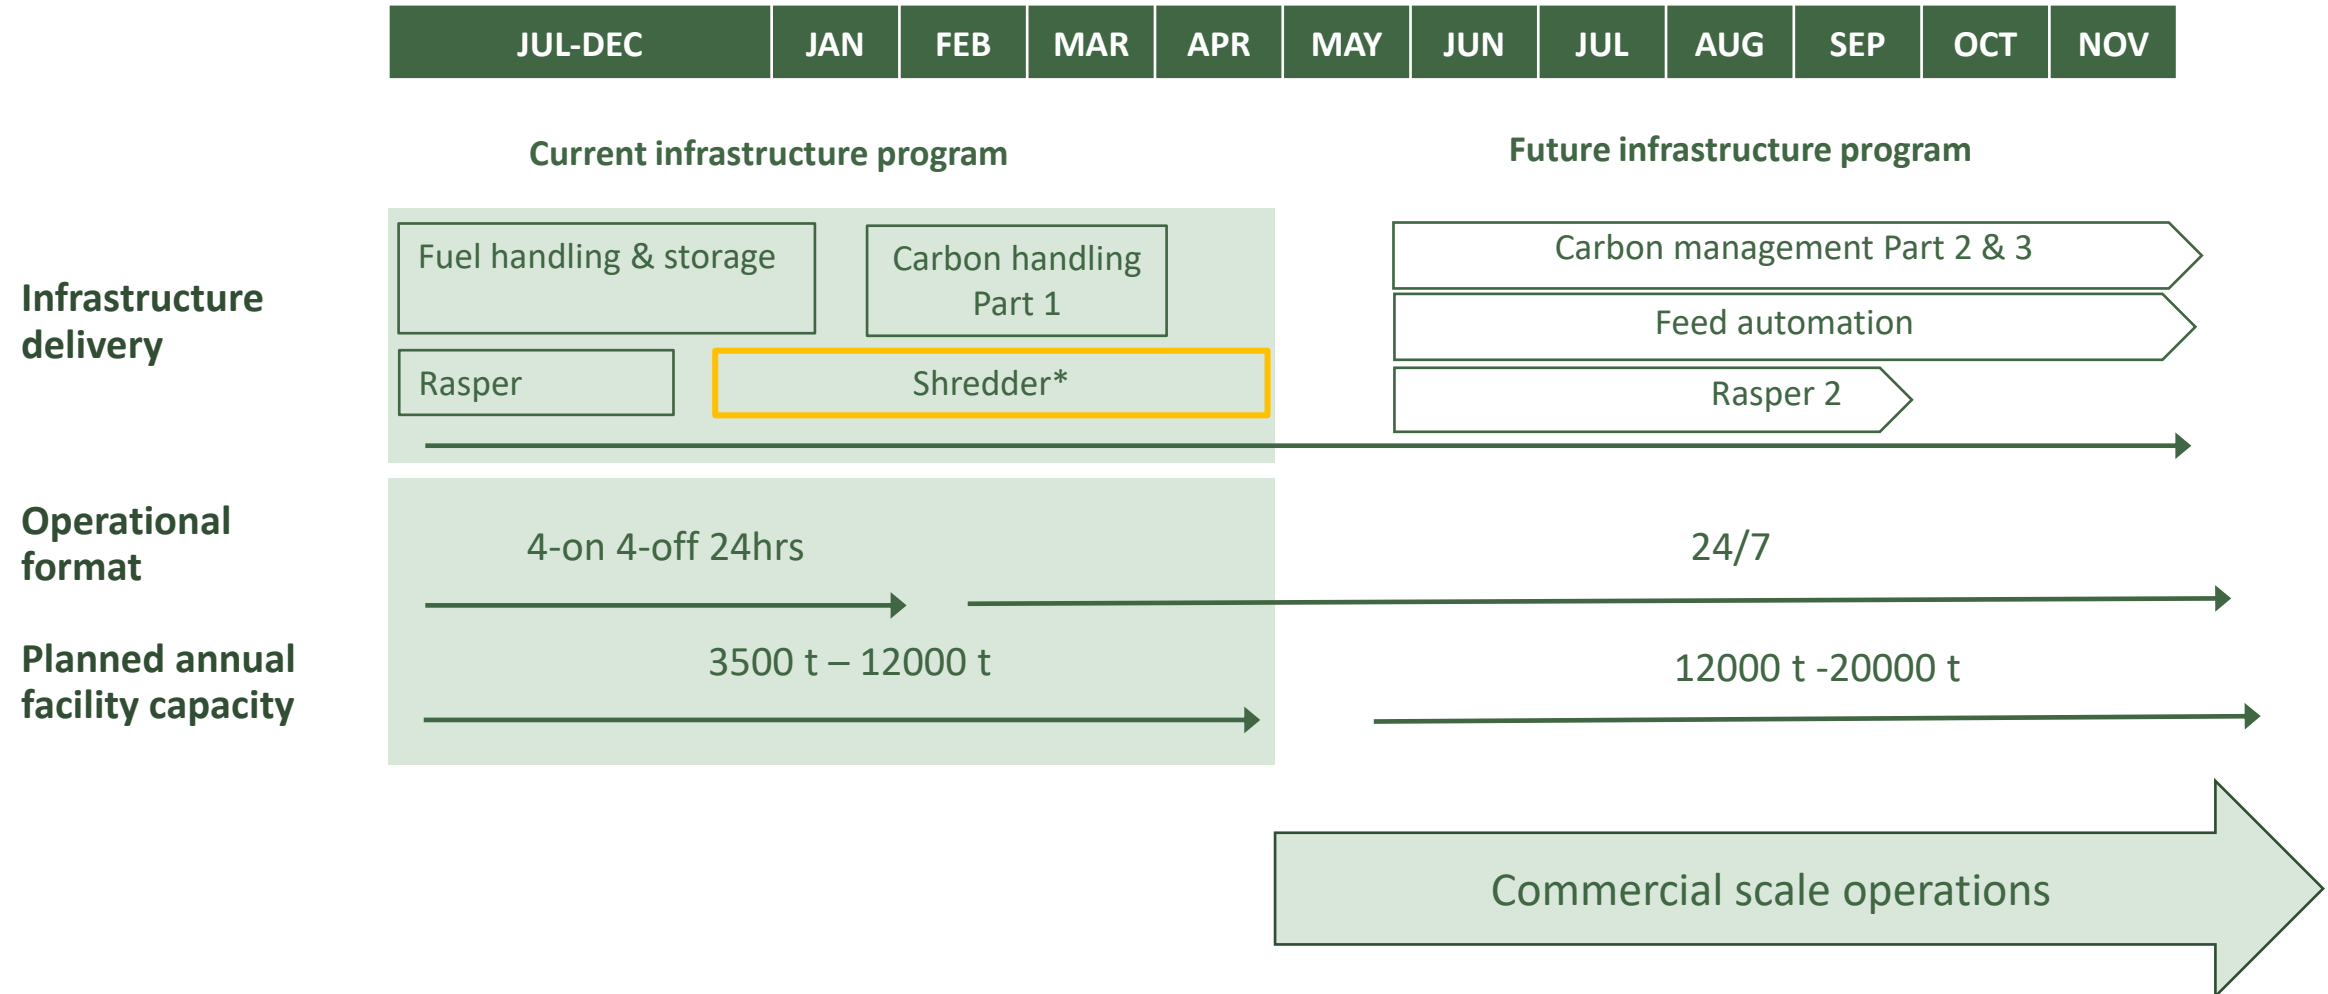 JUL-DEC JAN FEB MAR APR MAY JUN JUL AUG SEP OCT NOV
Current infrastructure program
Future infrastructure program
Infrastructure
delivery
Fuel handling & storage
Carbon handling
Part 1
Rasper
Shredder*
Carbon management Part 2 & 3
Feed automation
Rasper 2
Operational
format
4-on 4-off 24hrs
24/7
Planned annual
facility capacity
3500 t – 12000 t
12000 t -20000 t
Commercial scale operations